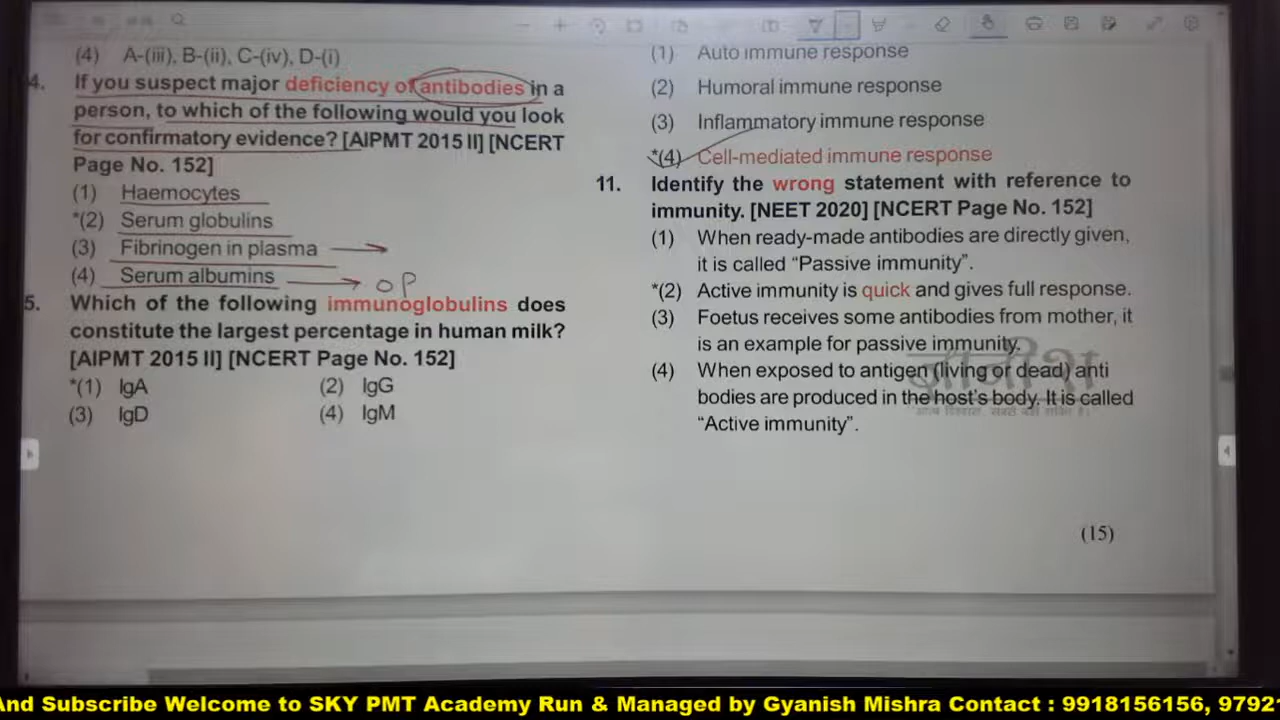 (4) A-(iii), B-(ii), C-(iv), D-(i)
4. If you suspect major deficiency of antibodies in a
person, to which of the following would you look
for confirmatory evidence? [AIPMT 2015 II] [NCERT
Page No. 152]
(1) Haemocytes
*(2) Serum globulins
(3) Fibrinogen in plasma
(4) Serum albumins
OP
5. Which of the following immunoglobulins does
constitute the largest percentage in human milk?
[AIPMT 2015 II] [NCERT Page No. 152]
*(1) IgA (2) IgG
(3) IgD (4) IgM
(1) Auto immune response
(2) Humoral immune response
(3) Inflammatory immune response
*(4) Cell-mediated immune response
11. Identify the wrong statement with reference to
immunity. [NEET 2020] [NCERT Page No. 152]
(1) When ready-made antibodies are directly given,
it is called “Passive immunity”.
*(2) Active immunity is quick and gives full response.
(3) Foetus receives some antibodies from mother, it
is an example for passive immunity.
(4) When exposed to antigen (living or dead) anti
bodies are produced in the host’s body. It is called
“Active immunity”.
(15)
And Subscribe Welcome to SKY PMT Academy Run & Managed by Gyanish Mishra Contact : 9918156156, 9792